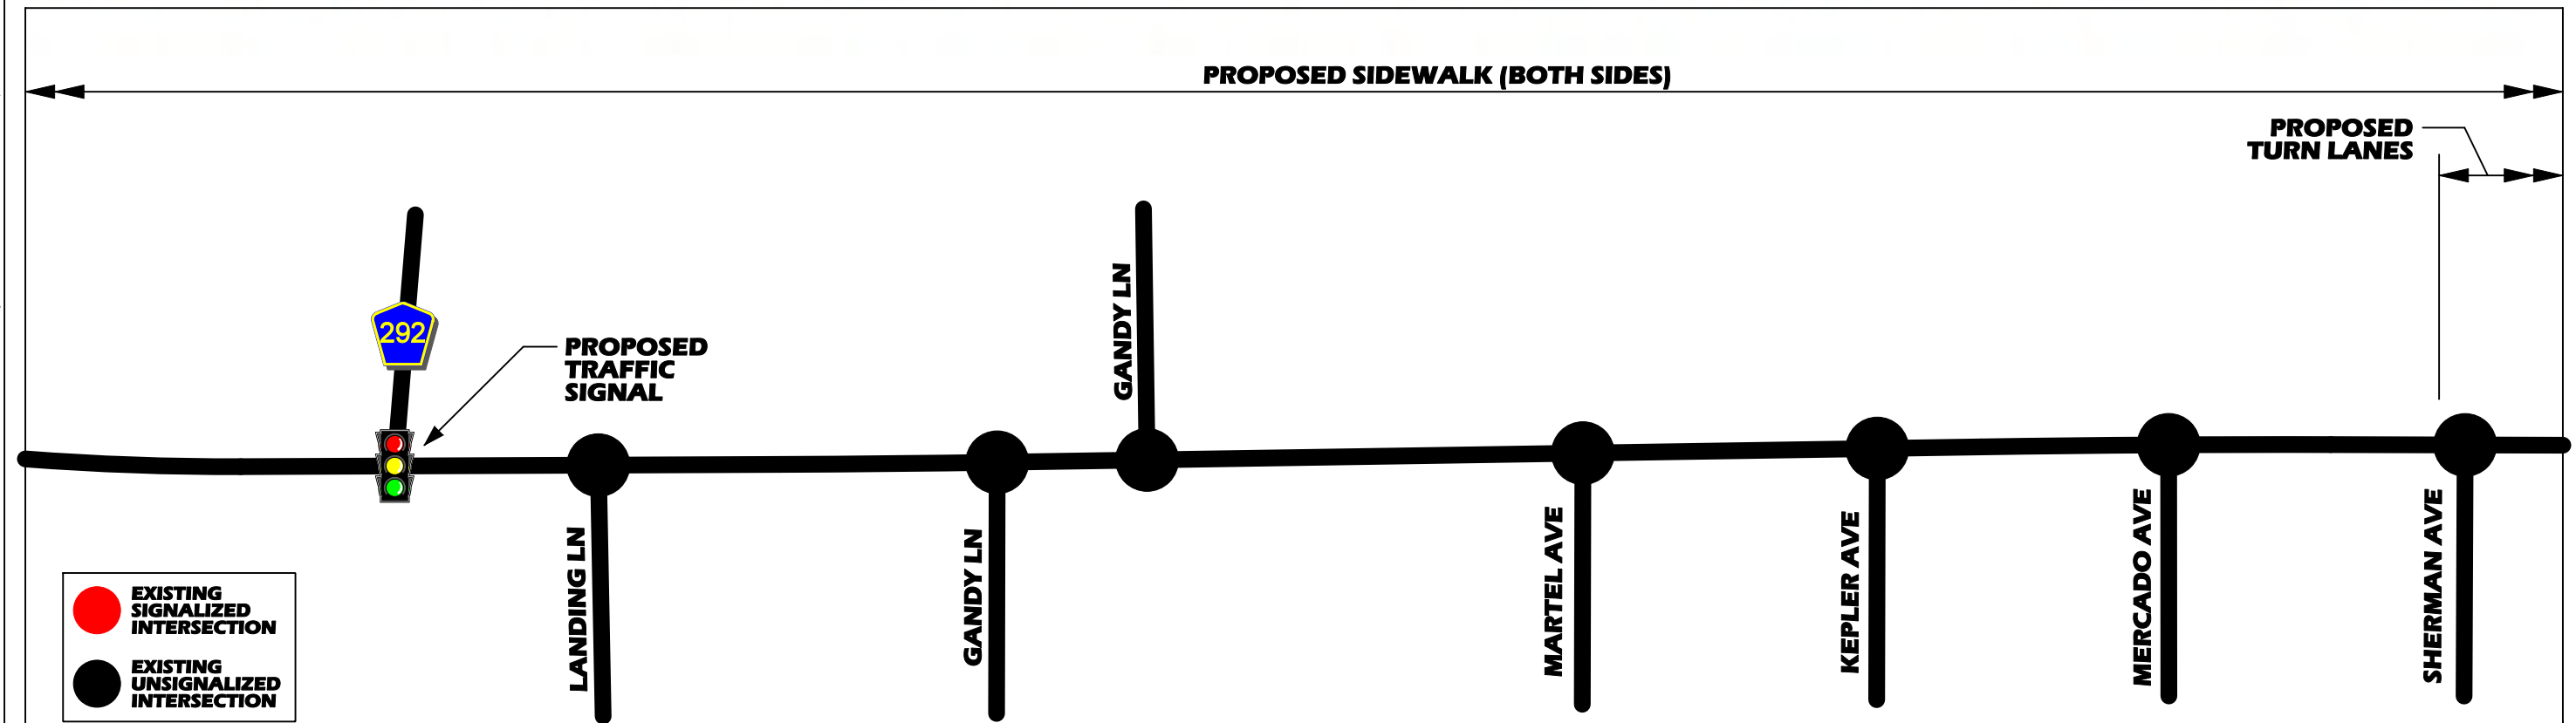 PROPOSED SIDEWALK (BOTH SIDES)
PROPOSED
TURN LANES
292
PROPOSED
TRAFFIC
SIGNAL
GANDY LN
LANDING LN
GANDY LN
MARTEL AVE
KEPLER AVE
MERCADO AVE
SHERMAN AVE
EXISTING
SIGNALIZED
INTERSECTION
EXISTING
UNSIGNALIZED
INTERSECTION